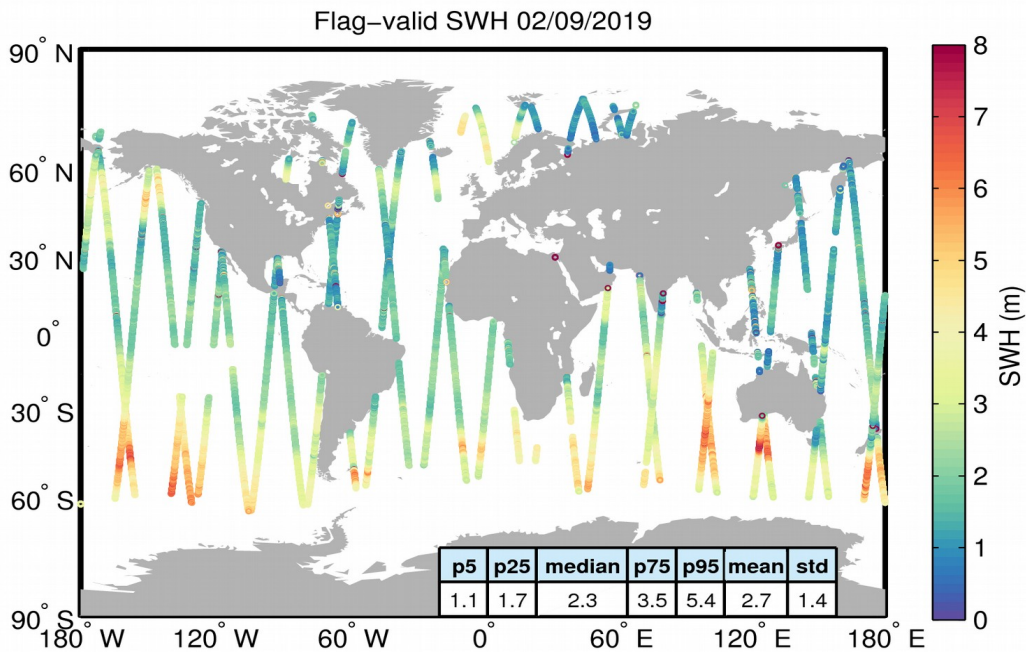 Flag−valid SWH 02/09/2019
90° N
60° N
30° N
0°
30° S
60° S
90° S
180° W
120° W
60° W
0°
60° E
120° E
180° E
p5 p25 median p75 p95 mean std
1.1 1.7 2.3 3.5 5.4 2.7 1.4
8
7
6
5
4
3
2
1
0
SWH (m)